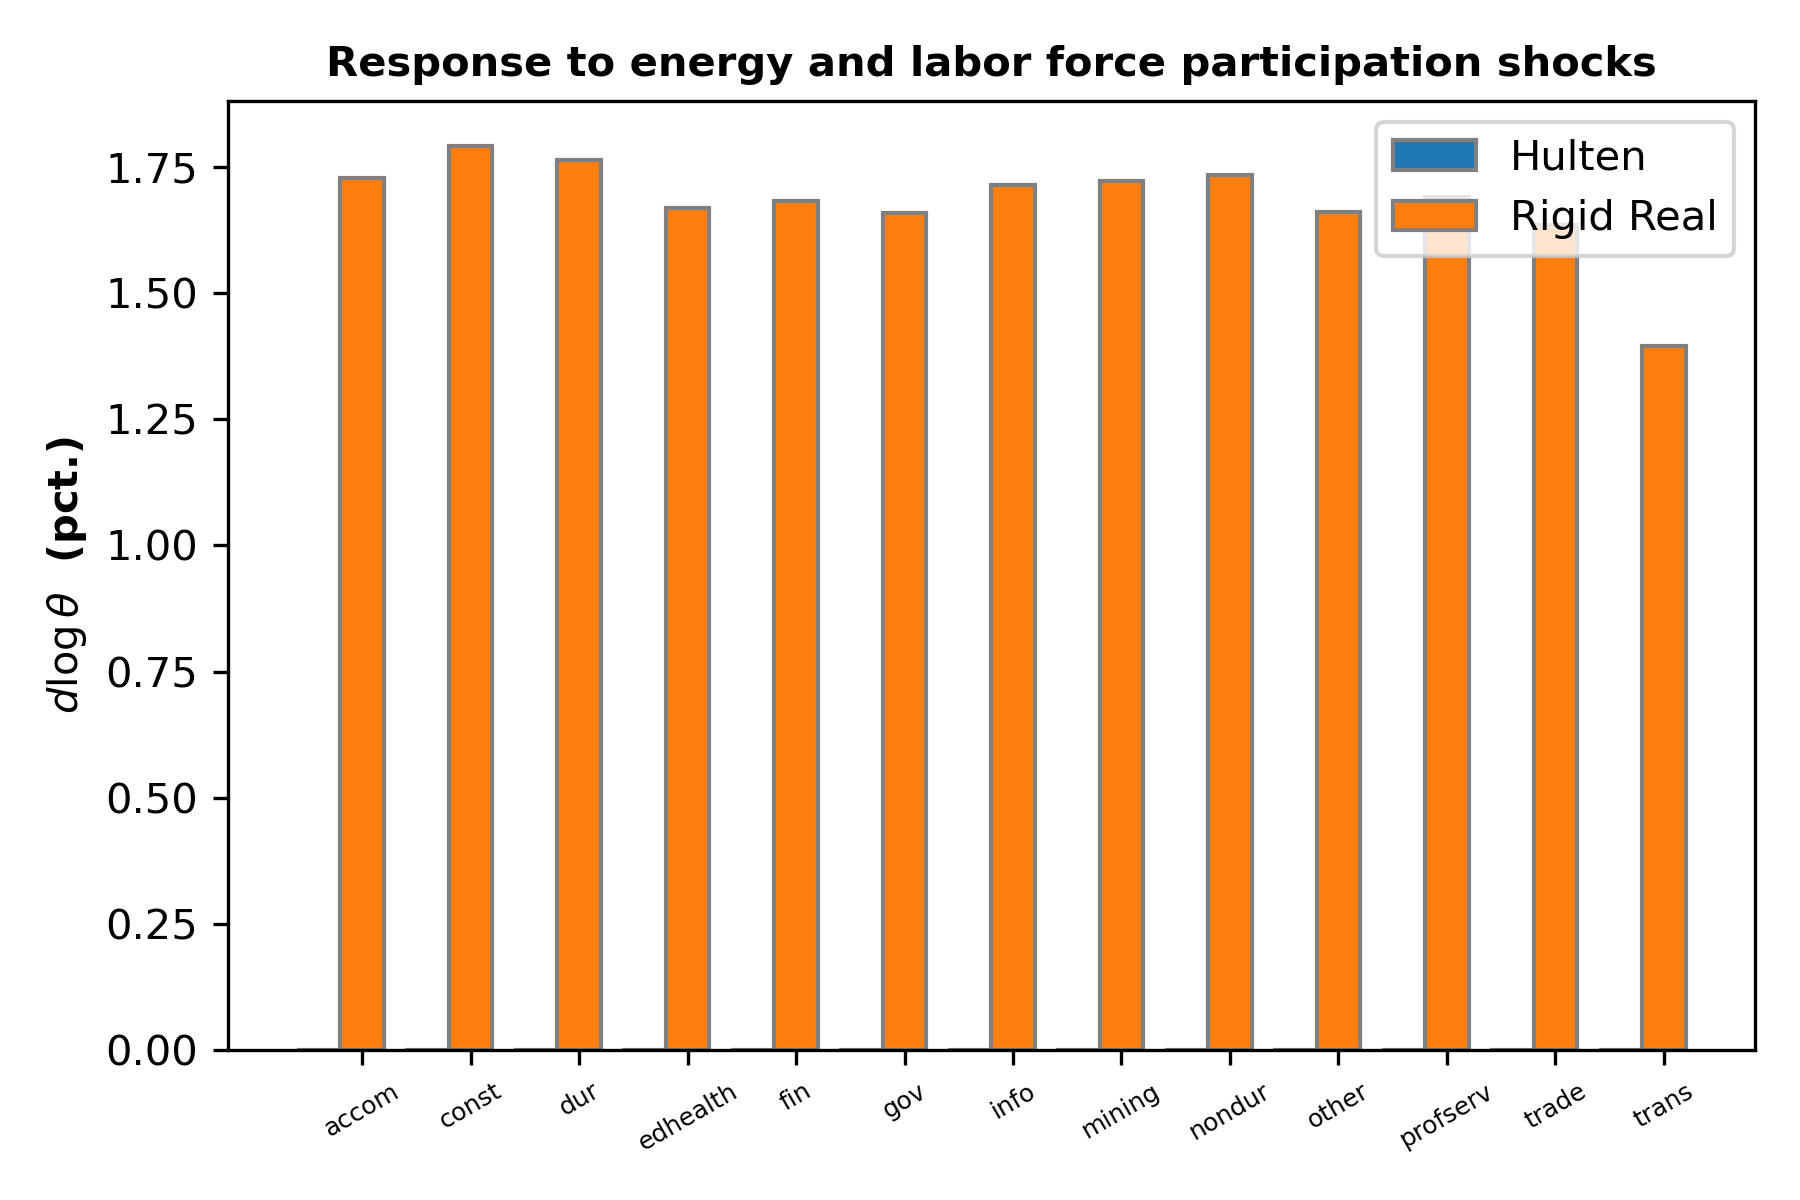 Response to energy and labor force participation shocks
Hulten
Rigid Real
d log θ (pct.)
1.75
1.50
1.25
1.00
0.75
0.50
0.25
0.00
accom const dur edhealth fin gov info mining nondur other profserv trade trans